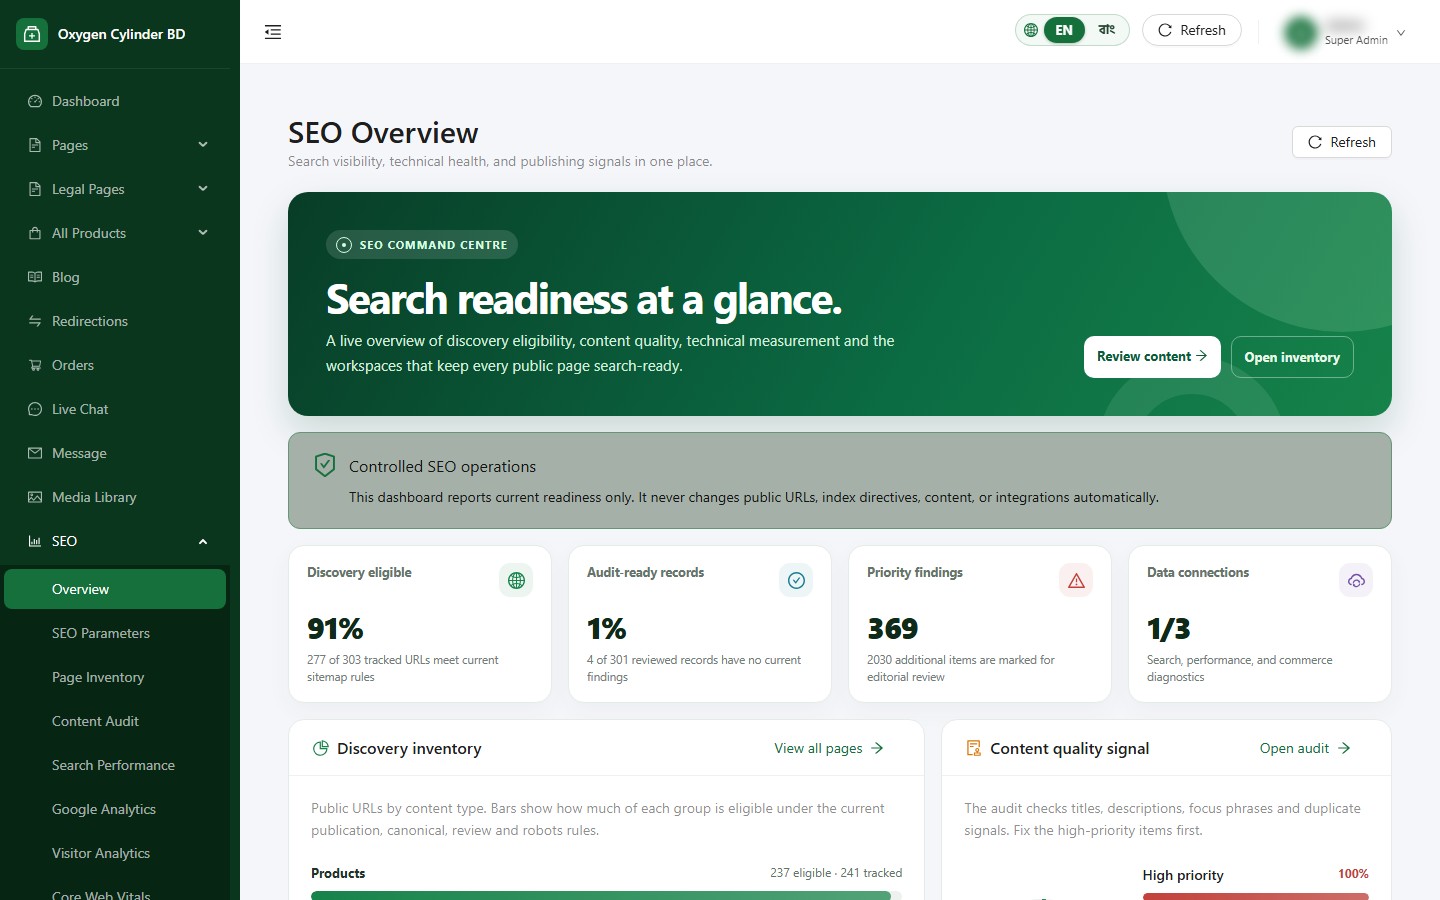 Oxygen Cylinder BD
Dashboard
Pages
Legal Pages
All Products
Blog
Redirections
Orders
Live Chat
Message
Media Library
SEO
Overview
SEO Parameters
Page Inventory
Content Audit
Search Performance
Google Analytics
Visitor Analytics
Core Web Vitals
EN
বাং
Refresh
Super Admin
SEO Overview
Search visibility, technical health, and publishing signals in one place.
Refresh
SEO COMMAND CENTRE
Search readiness at a glance.
A live overview of discovery eligibility, content quality, technical measurement and the
workspaces that keep every public page search-ready.
Review content
Open inventory
Controlled SEO operations
This dashboard reports current readiness only. It never changes public URLs, index directives, content, or integrations automatically.
Discovery eligible
91%
277 of 303 tracked URLs meet current
sitemap rules
Audit-ready records
1%
4 of 301 reviewed records have no current
findings
Priority findings
369
2030 additional items are marked for
editorial review
Data connections
1/3
Search, performance, and commerce
diagnostics
Discovery inventory
View all pages
Public URLs by content type. Bars show how much of each group is eligible under the current
publication, canonical, review and robots rules.
Products
237 eligible · 241 tracked
Content quality signal
Open audit
The audit checks titles, descriptions, focus phrases and duplicate
signals. Fix the high-priority items first.
High priority
100%